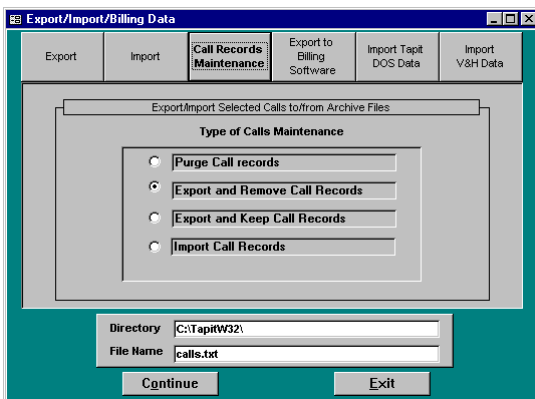 Export/Import/Billing Data
Export
Import
Call Records
Maintenance
Export to
Billing
Software
Import Tapit
DOS Data
Import
V&H Data
Export/Import Selected Calls to/from Archive Files
Type of Calls Maintenance
Purge Call records
Export and Remove Call Records
Export and Keep Call Records
Import Call Records
Directory C:\TapitW32\
File Name calls.txt
Continue Exit